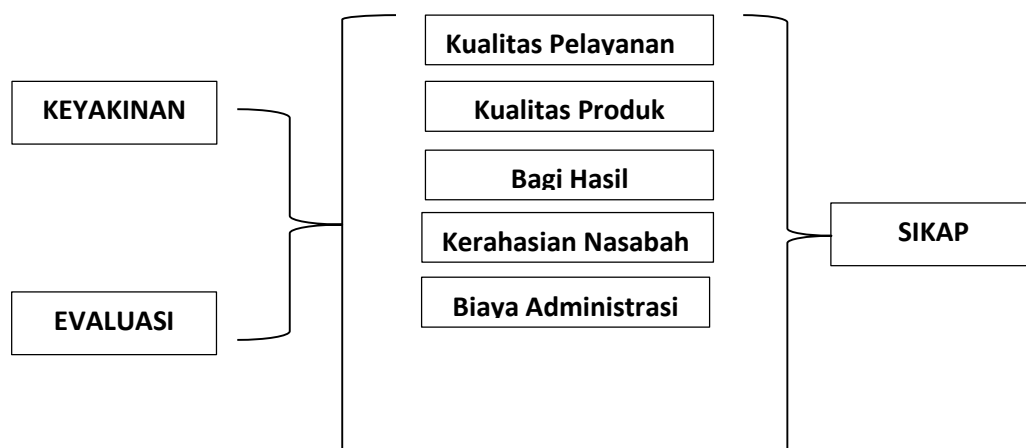 KEYAKINAN
EVALUASI
Kualitas Pelayanan
Kualitas Produk
Bagi Hasil
Kerahasian Nasabah
Biaya Administrasi
SIKAP